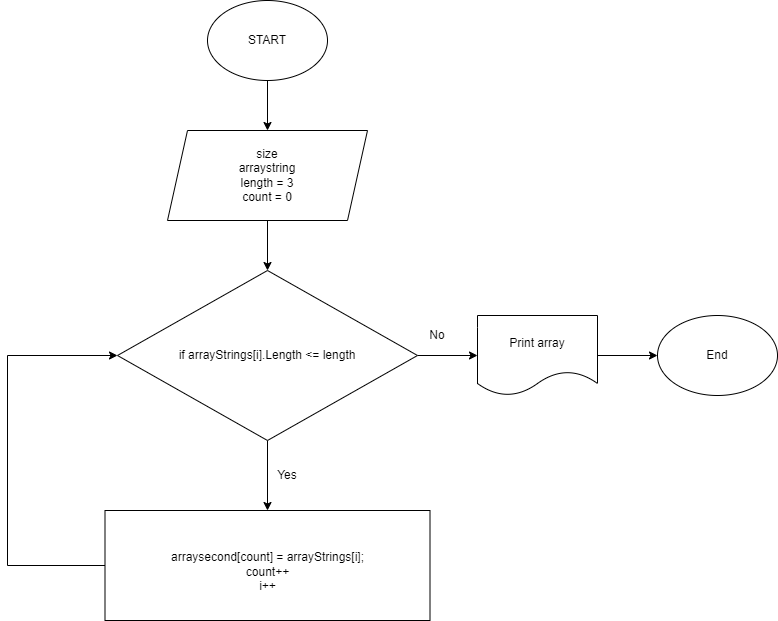 START
size
arraystring
length = 3
count = 0
if arrayStrings[i].Length <= length
No
Print array
End
Yes
arraysecond[count] = arrayStrings[i];
count++
i++